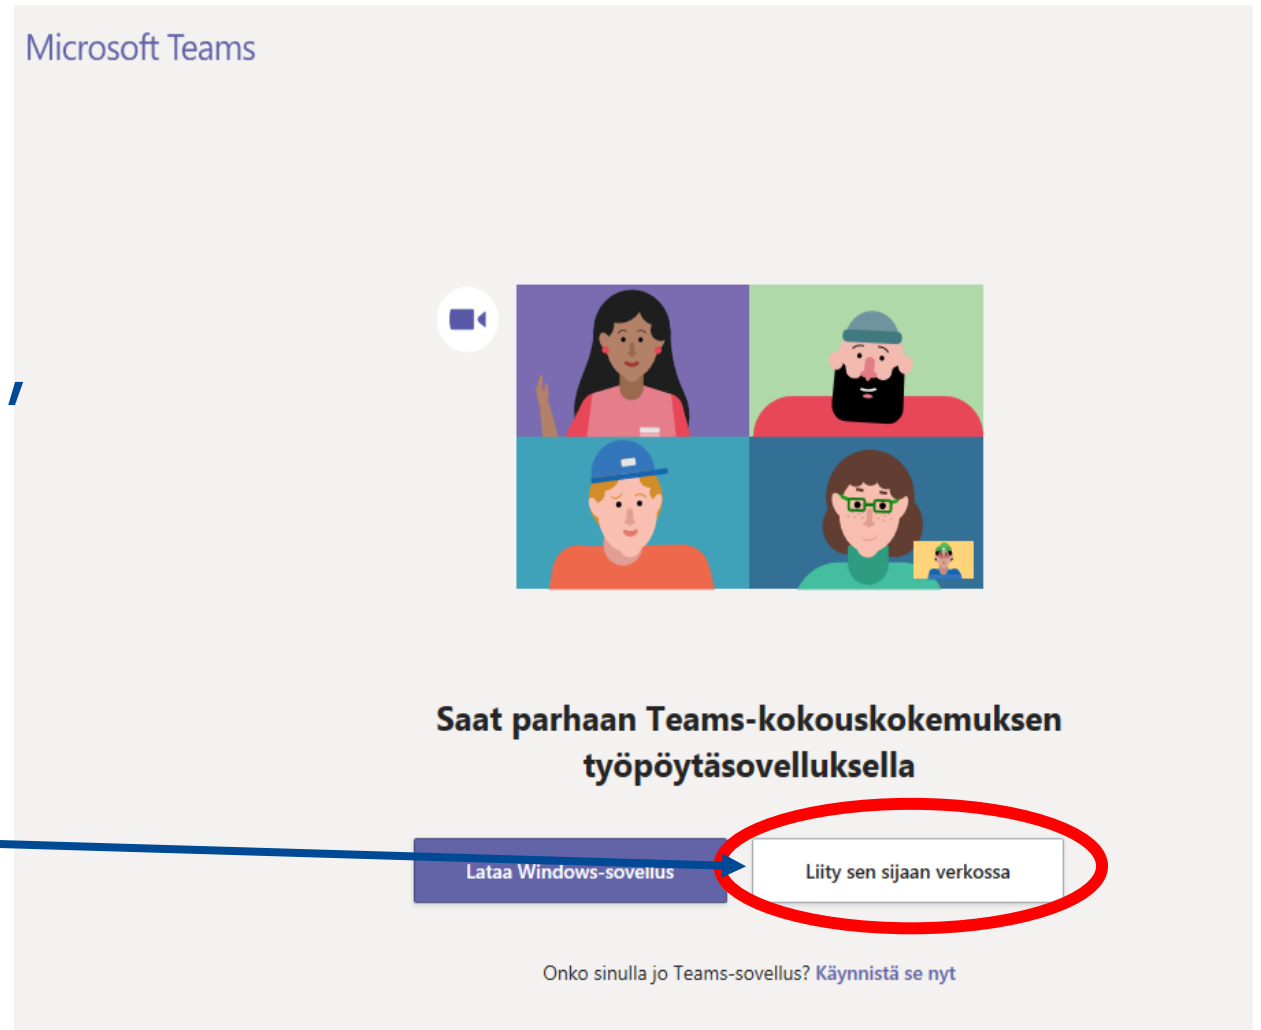 Microsoft Teams
Saat parhaan Teams-kokouskokemuksen
työpöytäsovelluksella
Lataa Windows-sovellus
Liity sen sijaan verkossa
Onko sinulla jo Teams-sovellus? Käynnistä se nyt